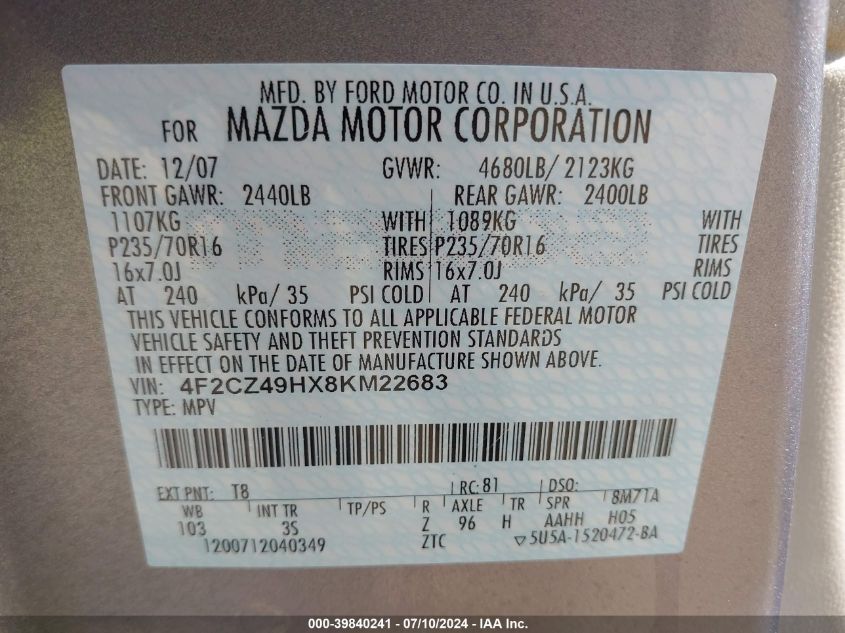 MFD. BY FORD MOTOR CO. IN U.S.A.
FOR MAZDA MOTOR CORPORATION
DATE: 12/07 GVWR: 4680LB/ 2123KG
FRONT GAWR: 2440LB REAR GAWR: 2400LB
1107KG WITH 1089KG WITH
P235/70R16 TIRES P235/70R16 TIRES
16x7.0J RIMS 16x7.0J RIMS
AT 240 kPa/ 35 PSI COLD AT 240 kPa/ 35 PSI COLD
THIS VEHICLE CONFORMS TO ALL APPLICABLE FEDERAL MOTOR
VEHICLE SAFETY AND THEFT PREVENTION STANDARDS
IN EFFECT ON THE DATE OF MANUFACTURE SHOWN ABOVE.
VIN: 4F2CZ49HX8KM22683
TYPE: MPV
EXT PNT: T8 RC: 81 DSO:
WB INT TR TP/PS R AXLE TR SPR 8M71A
103 3S Z 96 H AAHH H05
1200712040349 ZTC ▽5U5A-1520472-BA
000-39840241 - 07/10/2024 - IAA Inc.